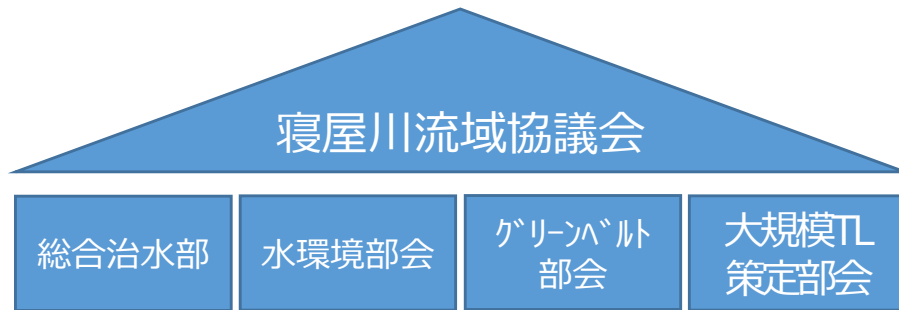 寝屋川流域協議会
総合治水部
水環境部会
ｸﾞﾘｰﾝﾍﾞﾙﾄ
部会
大規模TL
策定部会